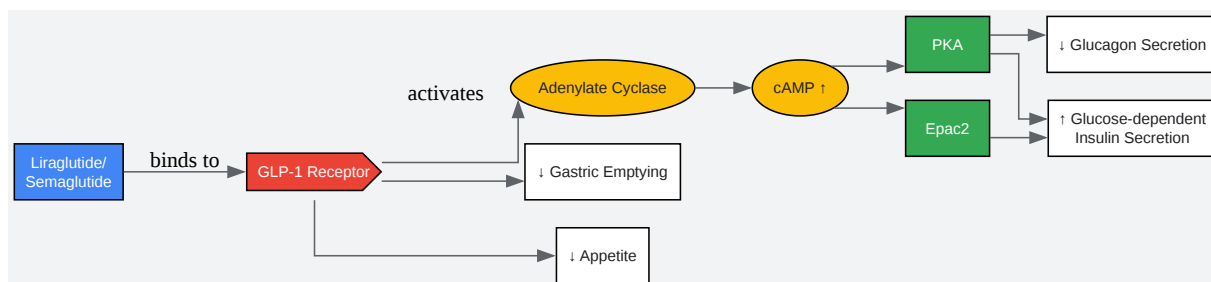 PKA
↓ Glucagon Secretion
activates
Adenylate Cyclase
cAMP ↑
Epac2
↑ Glucose-dependent
Insulin Secretion
Liraglutide/
Semaglutide
binds to
GLP-1 Receptor
↓ Gastric Emptying
↓ Appetite